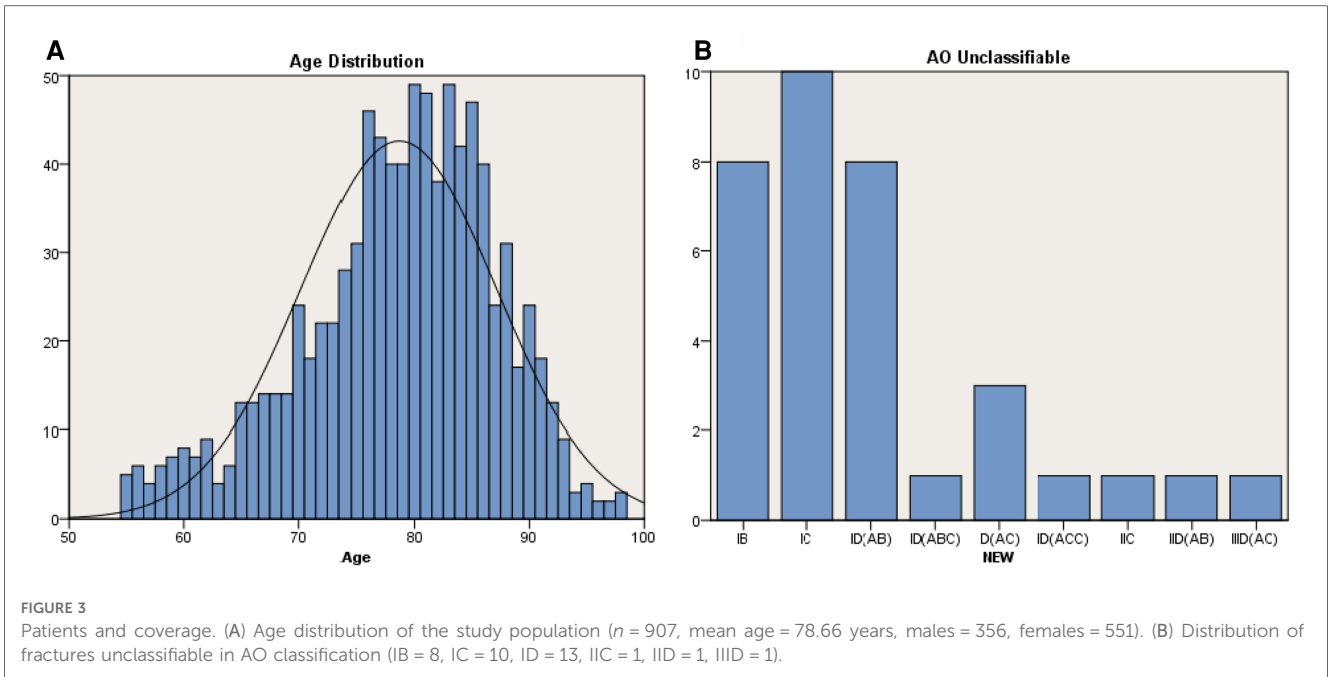 A
Age Distribution
50
40
30
20
10
0
50 60 70 80 90 100
Age
B
AO Unclassifiable
10
8
6
4
2
0
IB IC ID(AB) ID(ABC) D(AC) ID(ACC) IIC IID(AB) IIID(AC)
NEW
FIGURE 3
Patients and coverage. (A) Age distribution of the study population (n = 907, mean age = 78.66 years, males = 356, females = 551). (B) Distribution of
fractures unclassifiable in AO classification (IB = 8, IC = 10, ID = 13, IIC = 1, IID = 1, IIID = 1).